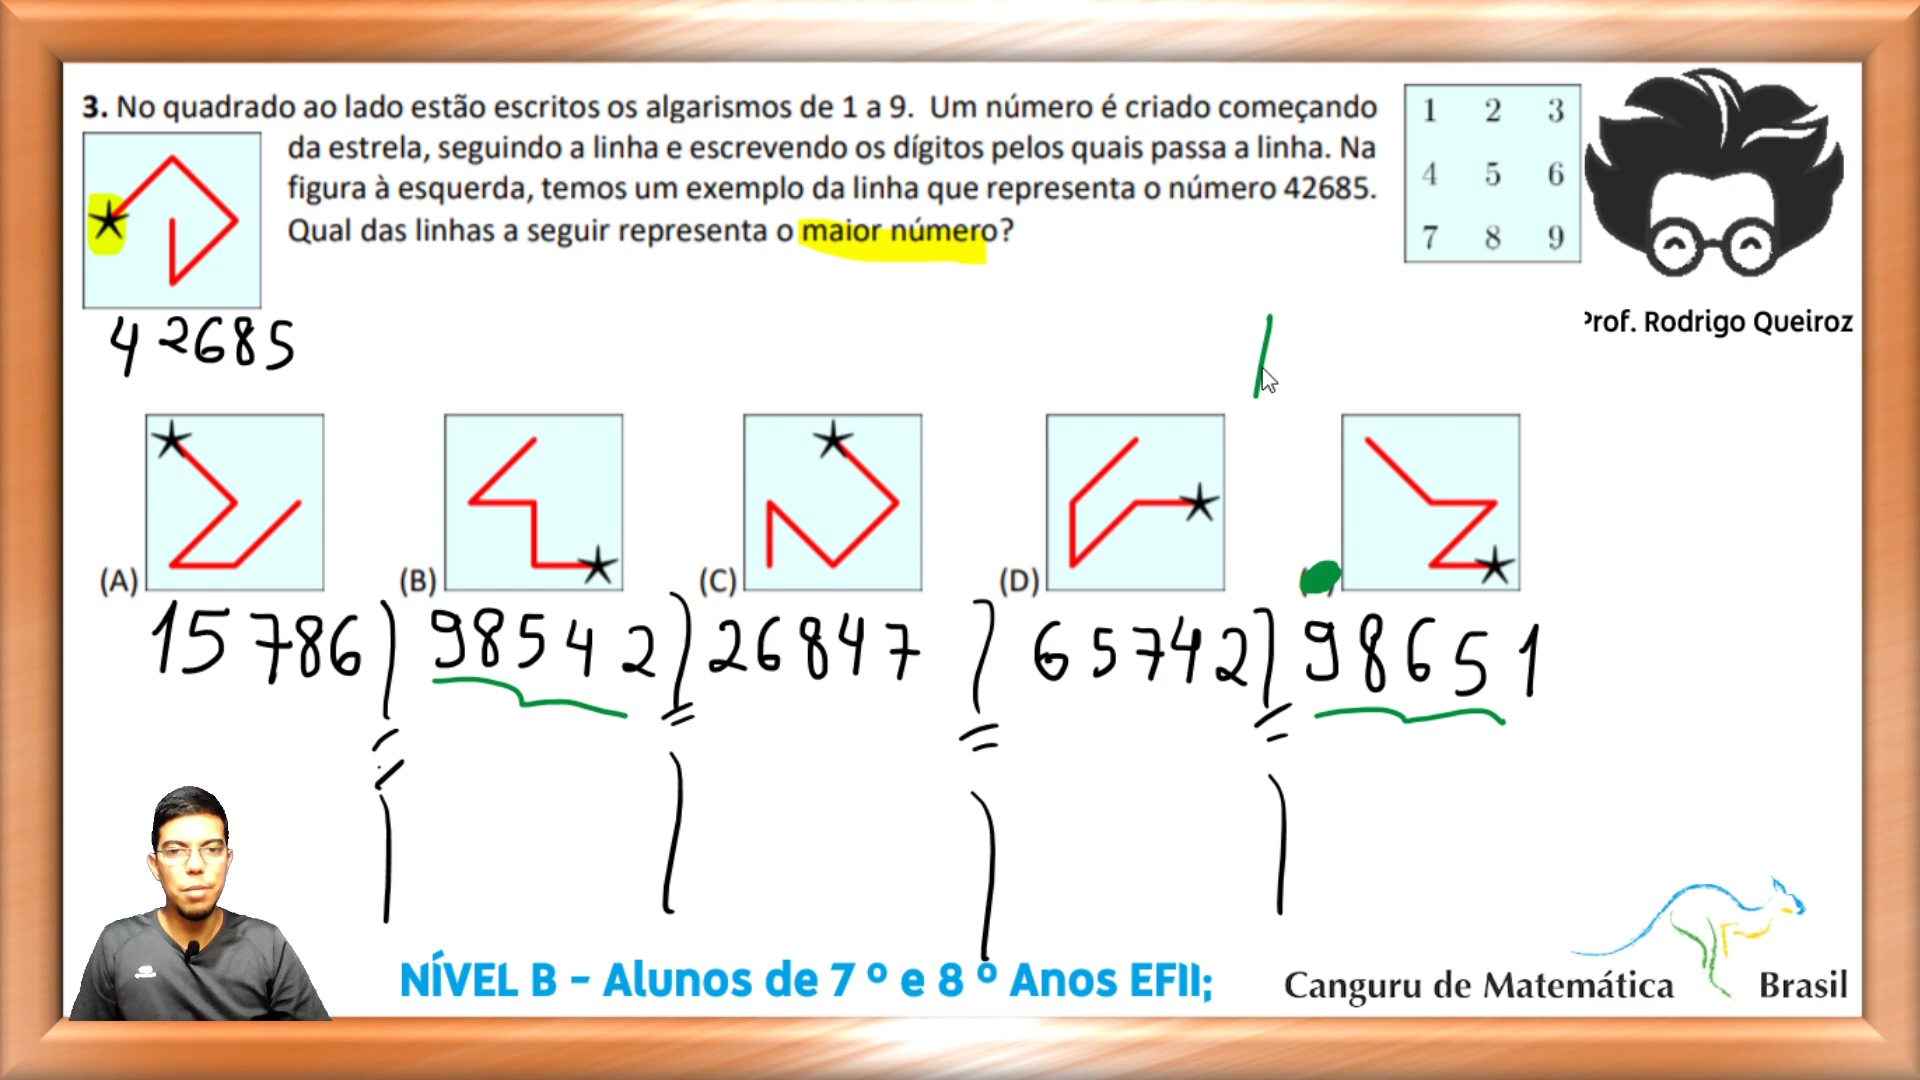 3. No quadrado ao lado estão escritos os algarismos de 1 a 9. Um número é criado começando
da estrela, seguindo a linha e escrevendo os dígitos pelos quais passa a linha. Na
figura à esquerda, temos um exemplo da linha que representa o número 42685.
Qual das linhas a seguir representa o maior número?
1 2 3
4 5 6
7 8 9
Prof. Rodrigo Queiroz
42685
(A) (B) (C) (D)
15786 98542 26847 65742 98651
NÍVEL B - Alunos de 7 º e 8 º Anos EFII;
Canguru de Matemática Brasil